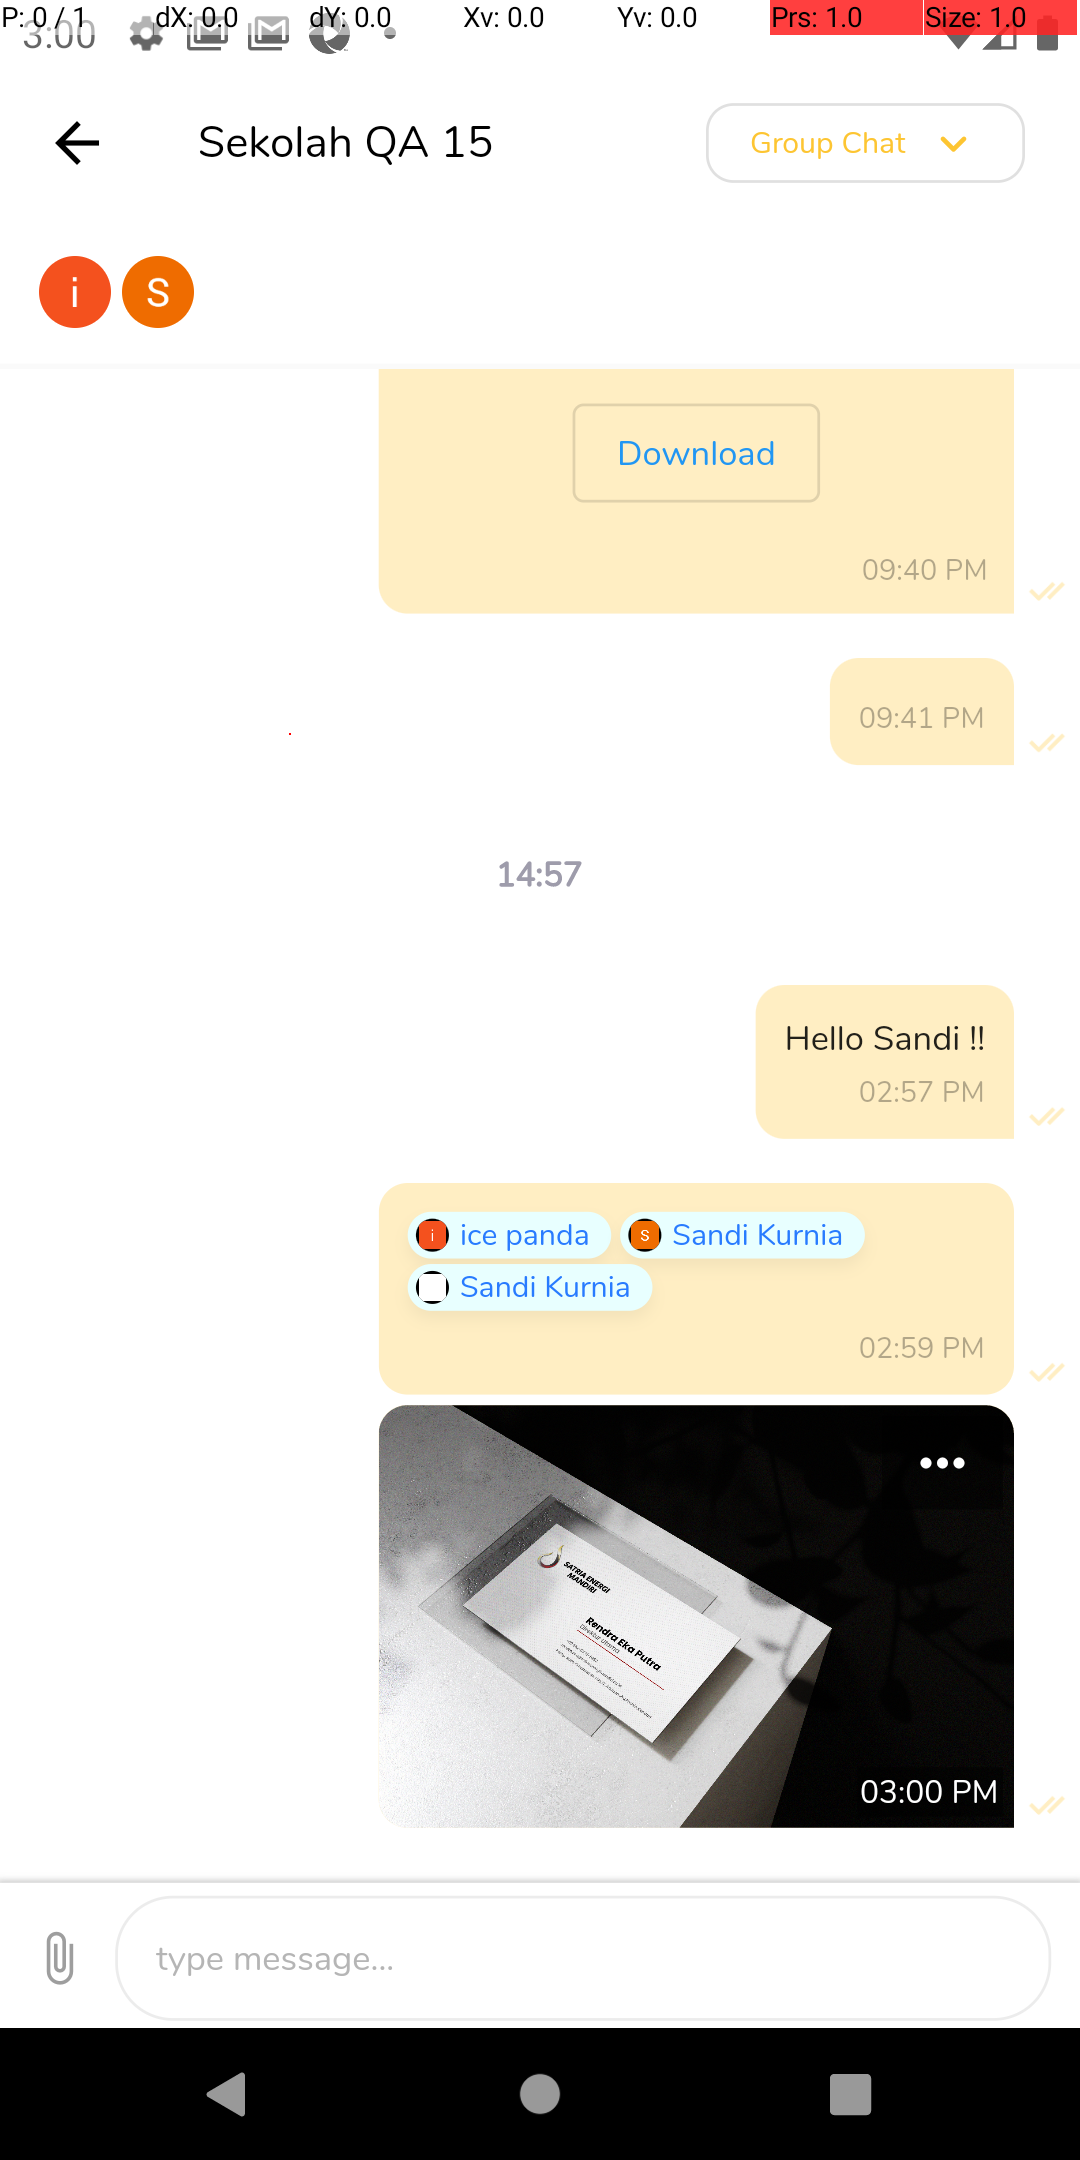 P: 0 / 1 dX: 0.0 dY: 0.0 Xv: 0.0 Yv: 0.0 Prs: 1.0 Size: 1.0
3:00
Sekolah QA 15
Group Chat
i S
Download
09:40 PM
09:41 PM
14:57
Hello Sandi !!
02:57 PM
i ice panda S Sandi Kurnia
Sandi Kurnia
02:59 PM
SATRIA ENERGI
MANDIRI
Rendra Eka Putra
Direktur Utama
03:00 PM
type message...